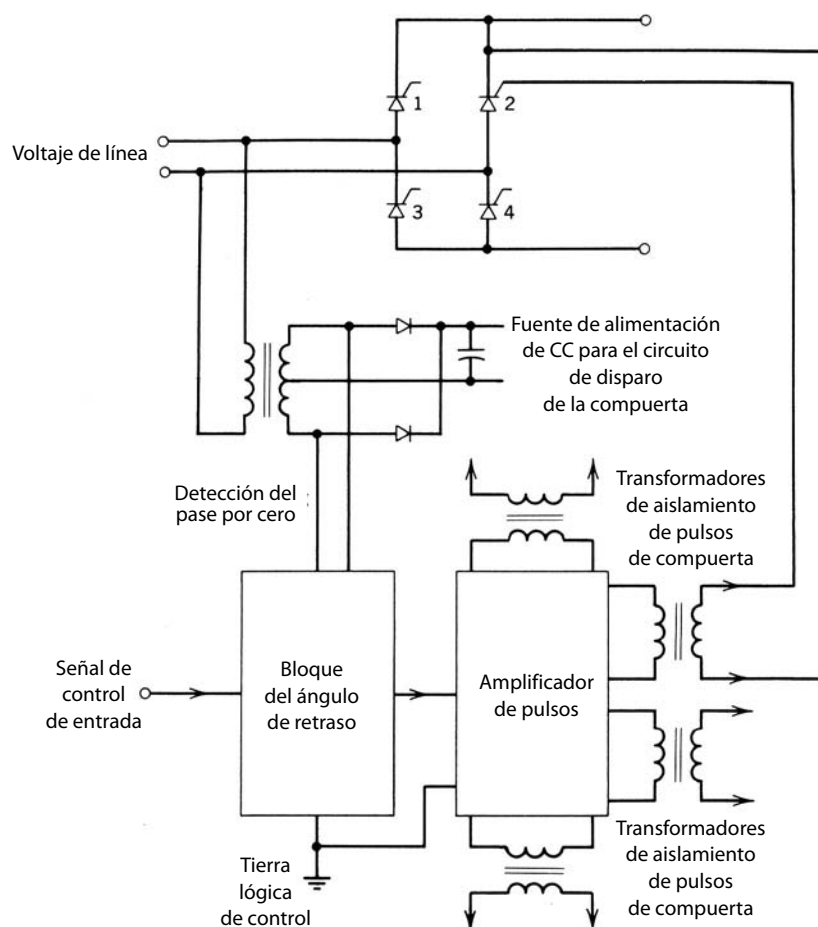 1
2
Voltaje de línea
3
4
Fuente de alimentación
de CC para el circuito
de disparo
de la compuerta
Detección del
pase por cero
Transformadores
de aislamiento
de pulsos
de compuerta
Señal de
control
de entrada
Bloque
del ángulo
de retraso
Amplificador
de pulsos
Tierra
lógica
de control
Transformadores
de aislamiento
de pulsos
de compuerta